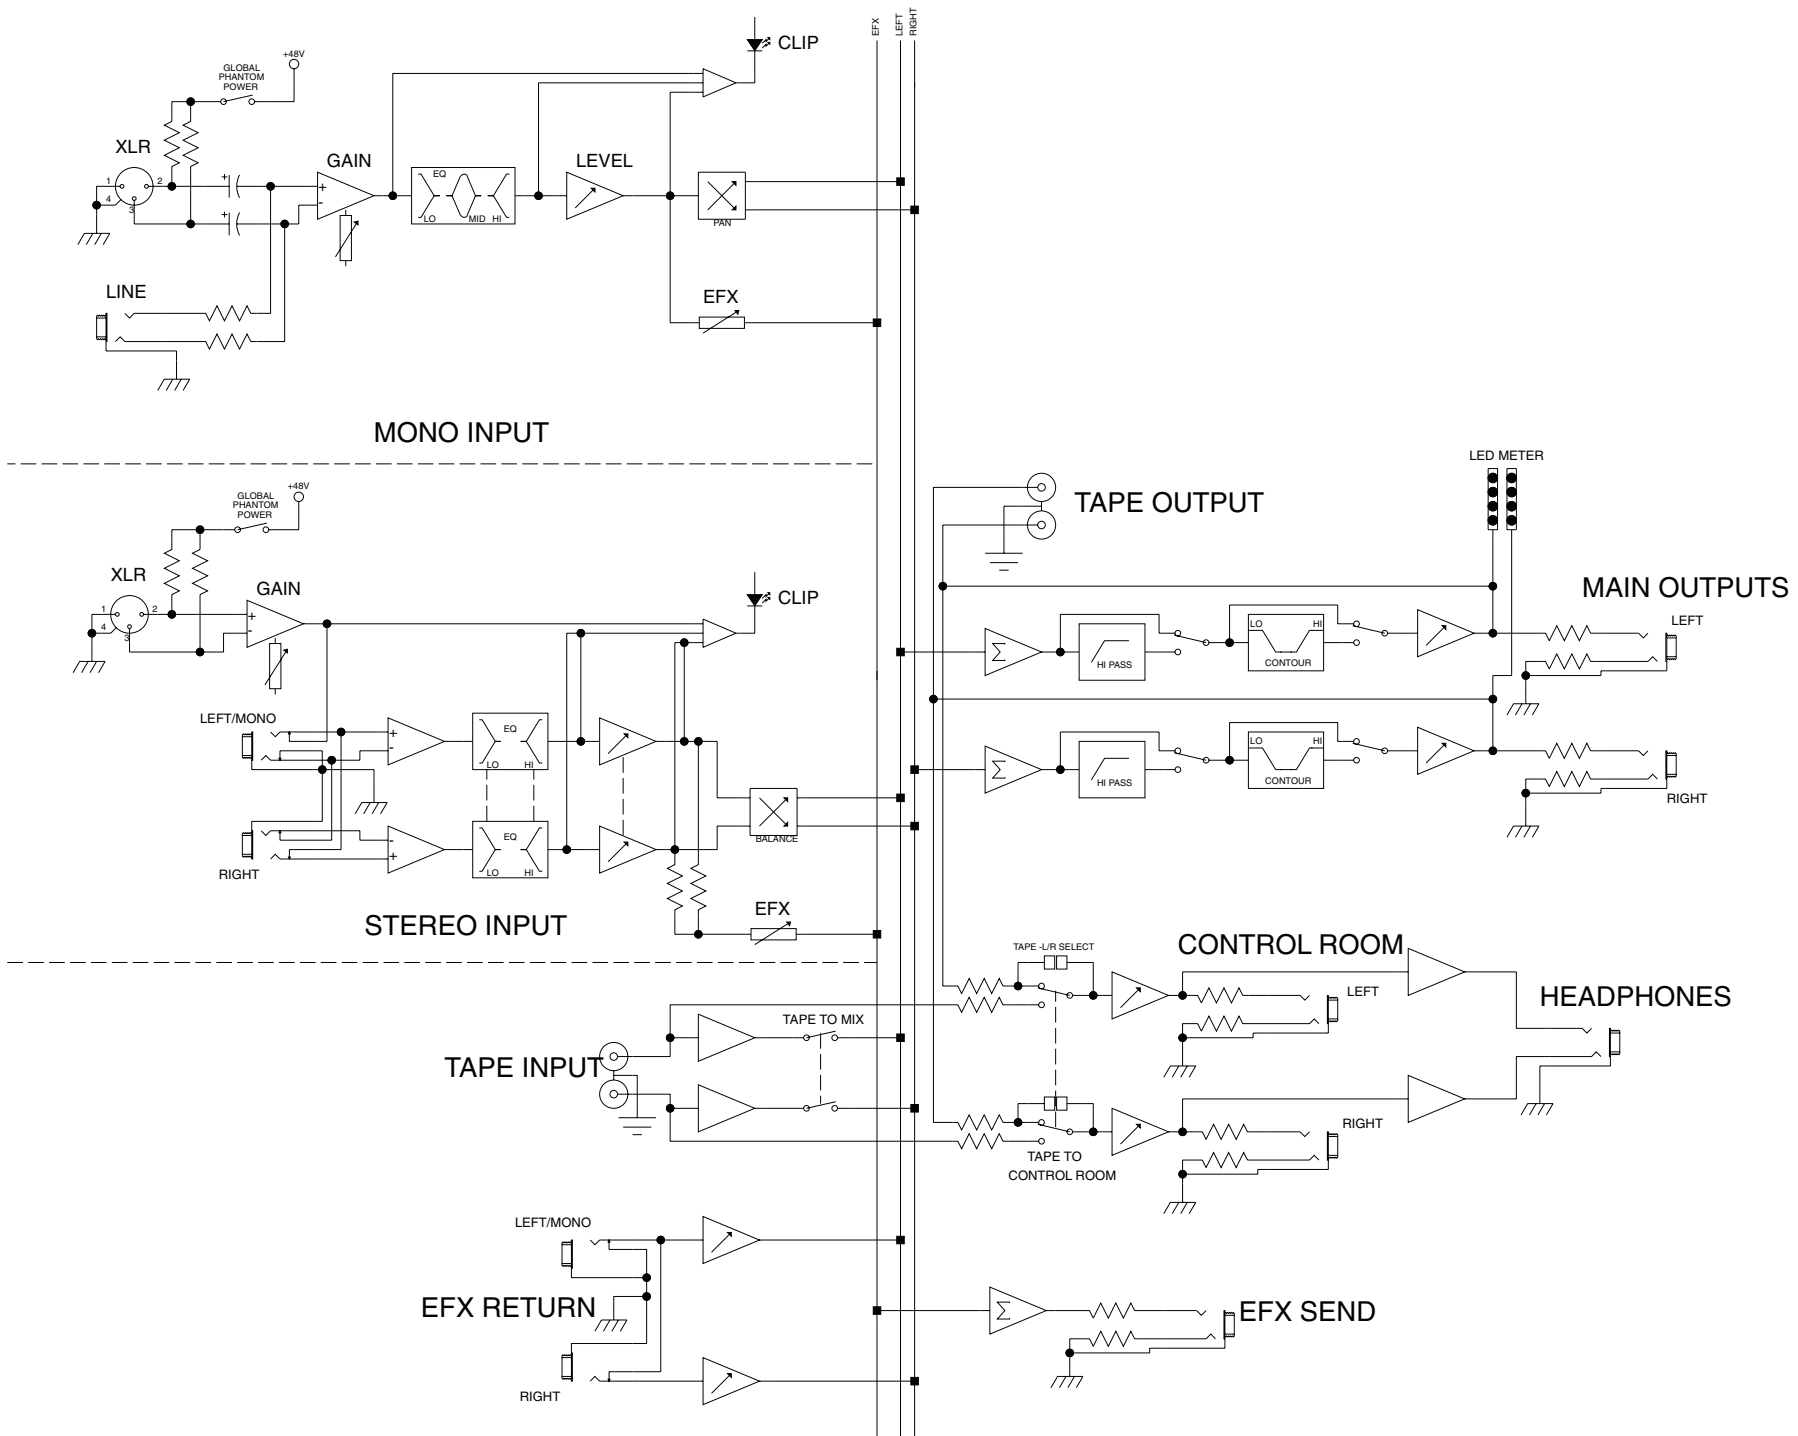 EFX
LEFT
RIGHT
CLIP
+48V
GLOBAL
PHANTOM
POWER
XLR
1
2
3
4
GAIN
+
-
+
+
EQ
LO
MID
HI
LEVEL
PAN
LINE
EFX
MONO INPUT
+48V
GLOBAL
PHANTOM
POWER
XLR
1
2
3
4
GAIN
+
-
CLIP
LEFT/MONO
+
-
EQ
LO
HI
RIGHT
-
+
EQ
LO
HI
BALANCE
EFX
STEREO INPUT
TAPE OUTPUT
LED METER
MAIN OUTPUTS
LEFT
Σ
HI PASS
LO
HI
CONTOUR
Σ
HI PASS
LO
HI
CONTOUR
RIGHT
TAPE INPUT
TAPE TO MIX
TAPE -L/R SELECT
CONTROL ROOM
LEFT
HEADPHONES
RIGHT
TAPE TO
CONTROL ROOM
LEFT/MONO
EFX RETURN
RIGHT
Σ
EFX SEND